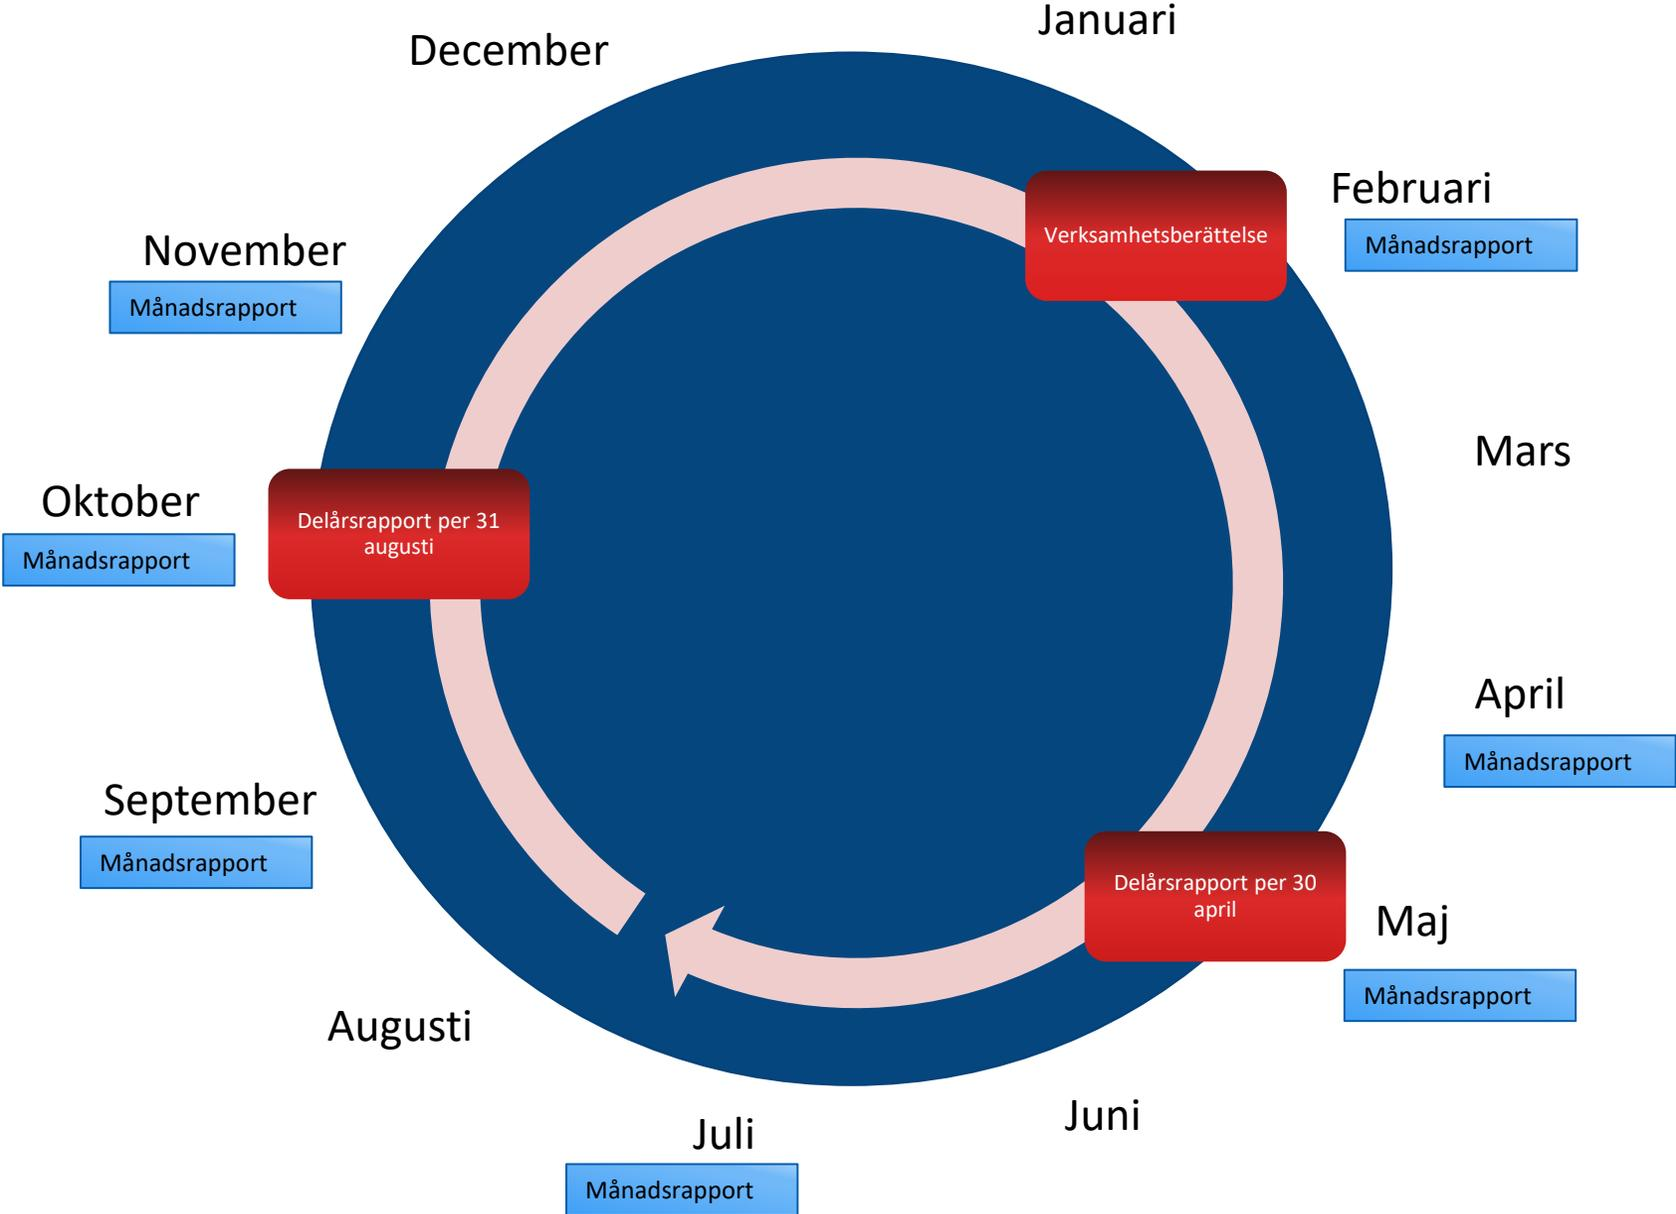 Januari
December
Februari
Verksamhetsberättelse
Månadsrapport
November
Månadsrapport
Mars
Oktober
Delårsrapport per 31
augusti
Månadsrapport
April
Månadsrapport
September
Månadsrapport
Delårsrapport per 30
april
Maj
Månadsrapport
Augusti
Juni
Juli
Månadsrapport